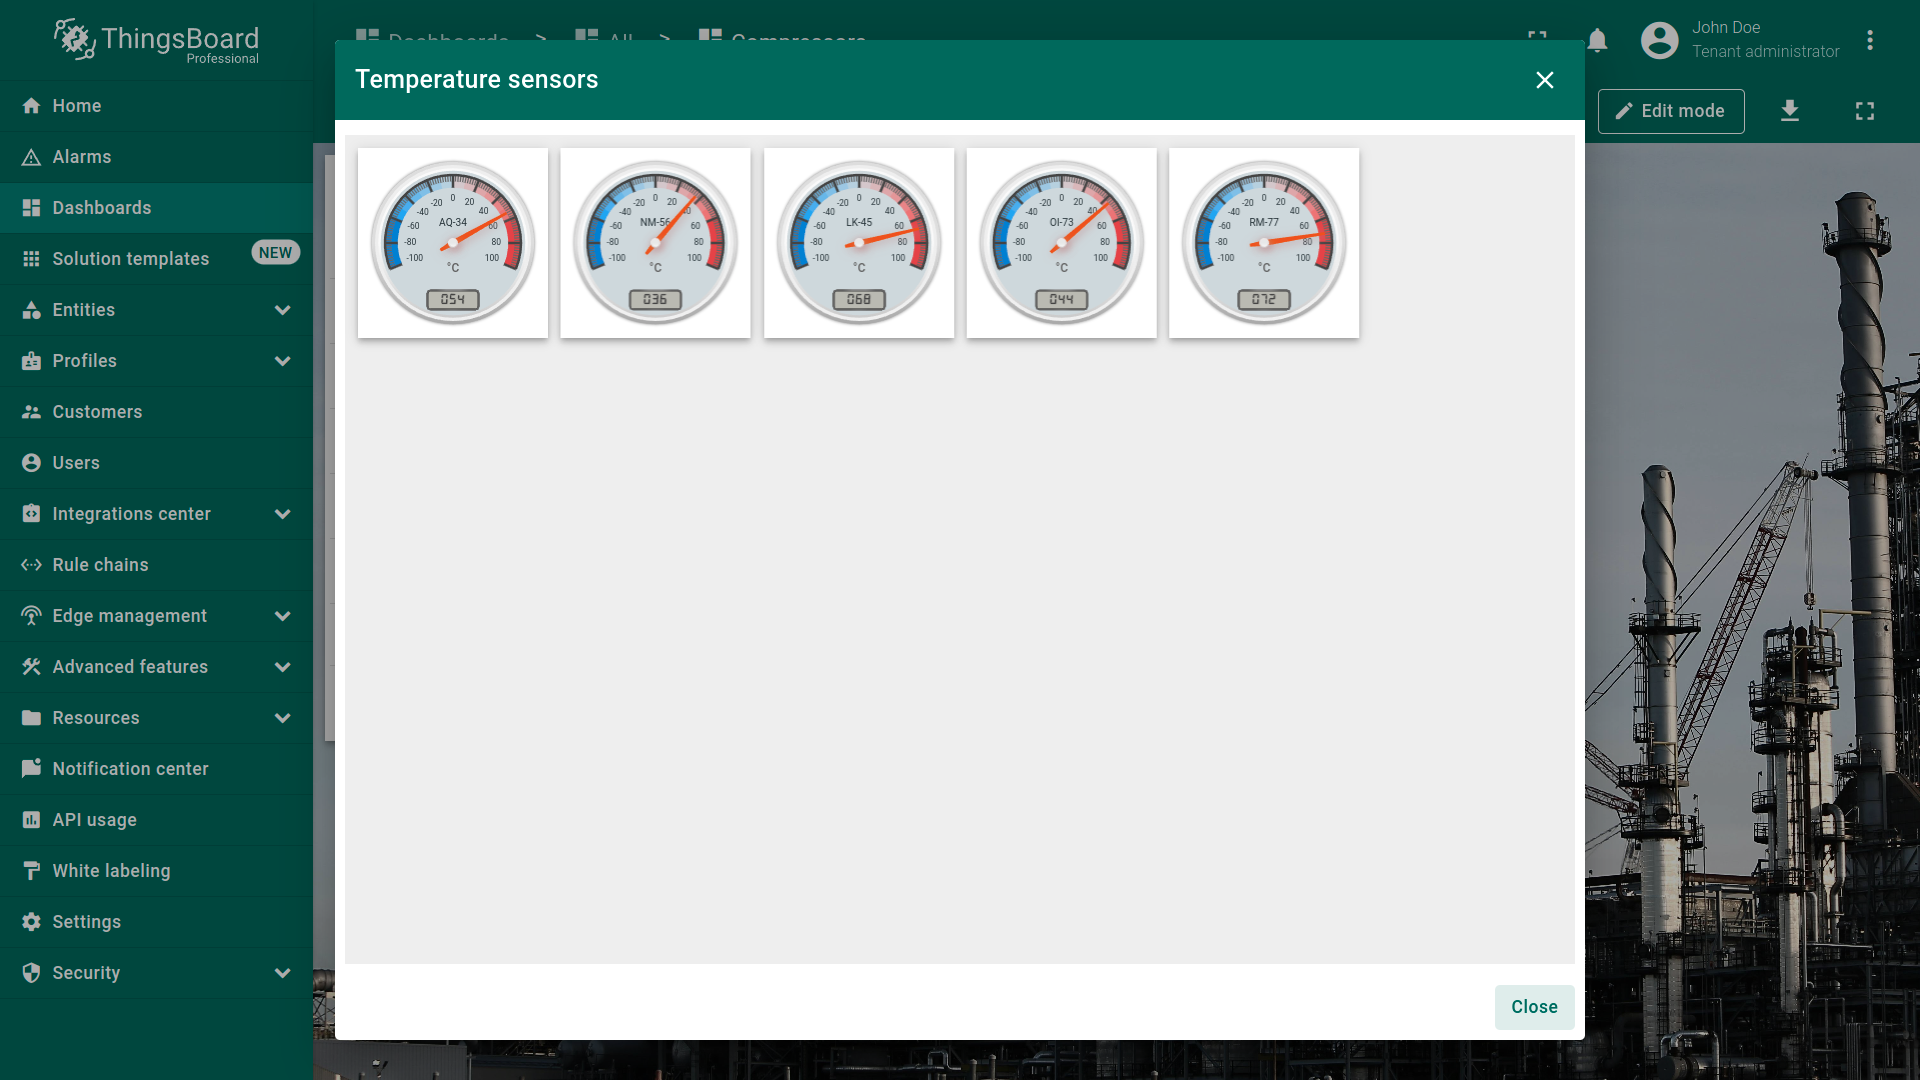 ThingsBoard
Professional
Dashboards > All > Compressors
John Doe
Tenant administrator
Home
Alarms
Dashboards
Solution templates NEW
Entities
Profiles
Customers
Users
Integrations center
Rule chains
Edge management
Advanced features
Resources
Notification center
API usage
White labeling
Settings
Security
Edit mode
Temperature sensors
-100 -80 -60 -40 -20 0 20 40 60 80 100
AQ-34
°C
054
-100 -80 -60 -40 -20 0 20 40 60 80 100
NM-56
°C
036
-100 -80 -60 -40 -20 0 20 40 60 80 100
LK-45
°C
068
-100 -80 -60 -40 -20 0 20 40 60 80 100
OI-73
°C
044
-100 -80 -60 -40 -20 0 20 40 60 80 100
RM-77
°C
072
Close